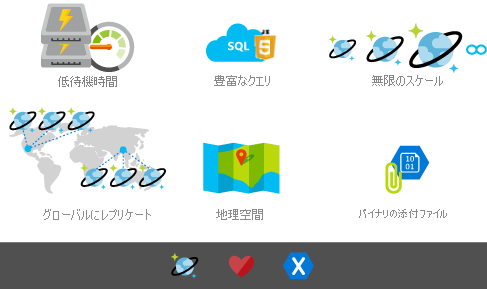 低待機時間
SQL 5
豊富なクエリ
∞
無限のスケール
グローバルにレプリケート
地理空間
10
01
バイナリの添付ファイル
X